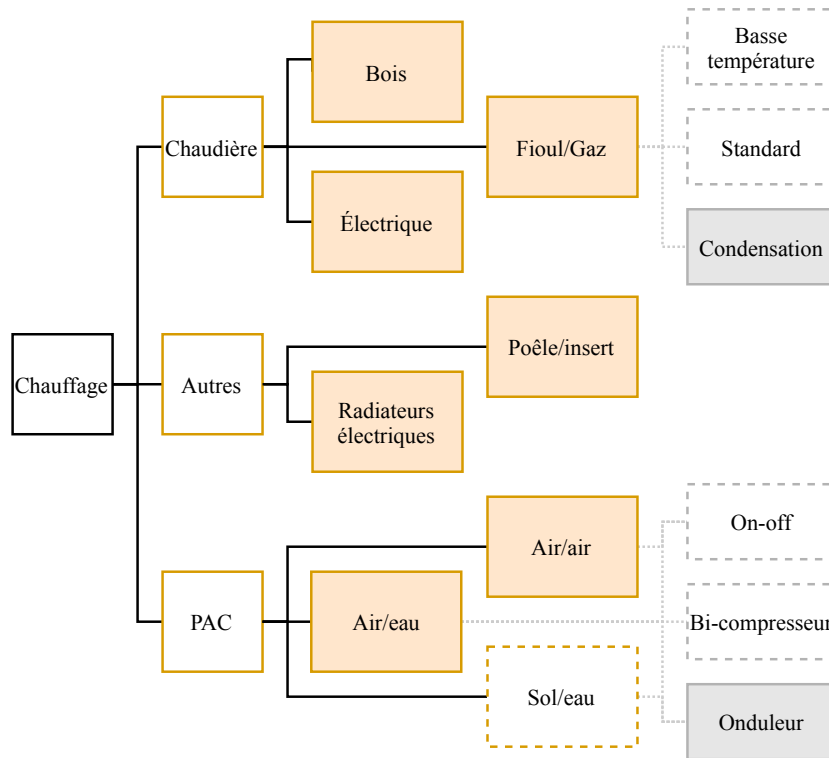 Basse
température
Bois
Chaudière
Fioul/Gaz
Standard
Électrique
Condensation
Poêle/insert
Chauffage
Autres
Radiateurs
électriques
On-off
Air/air
PAC
Air/eau
Bi-compresseur
Sol/eau
Onduleur